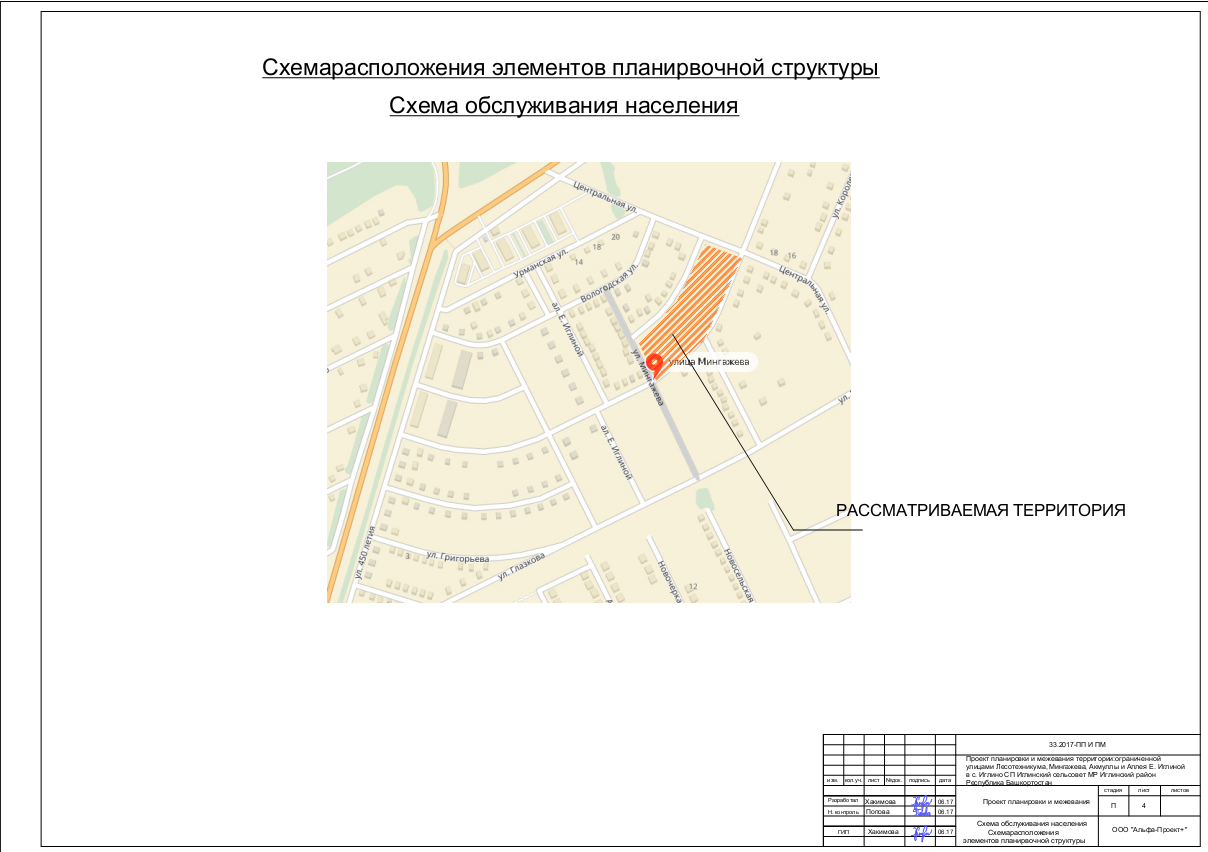 Схемарасположения элементов планирвочной структуры
Схема обслуживания населения
Центральная ул.
ул. Короле
20
18
14
18
16
Урманская ул.
Вологодская ул.
Центральная ул.
ал. Е. Иглиной
ул. Мингажева
улица Мингажева
ул.
ал. Е. Иглиной
РАССМАТРИВАЕМАЯ ТЕРРИТОРИЯ
ул. 450 летия
3
ул. Григорьева
ул. Глазкова
Новочерка
12
Новосельская
33.2017-ПП И ПМ
Проект планировки и межевания территории:ограниченной
улицами Лесотехникума, Мингажева, Акмуллы и Аллея Е. Иглиной
в с. Иглино СП Иглинский сельсовет МР Иглинский район
Республика Башкортостан
изм. кол.уч. лист №док. подпись дата
Разработал Хакимова 06.17
Н. контроль Попова 06.17
ГИП Хакимова 06.17
Проект планировки и межевания
стадия лист листов
П 4
Схема обслуживания населения
Схемарасположения
элементов планирвочной структуры
ООО "Альфа-Проект+"